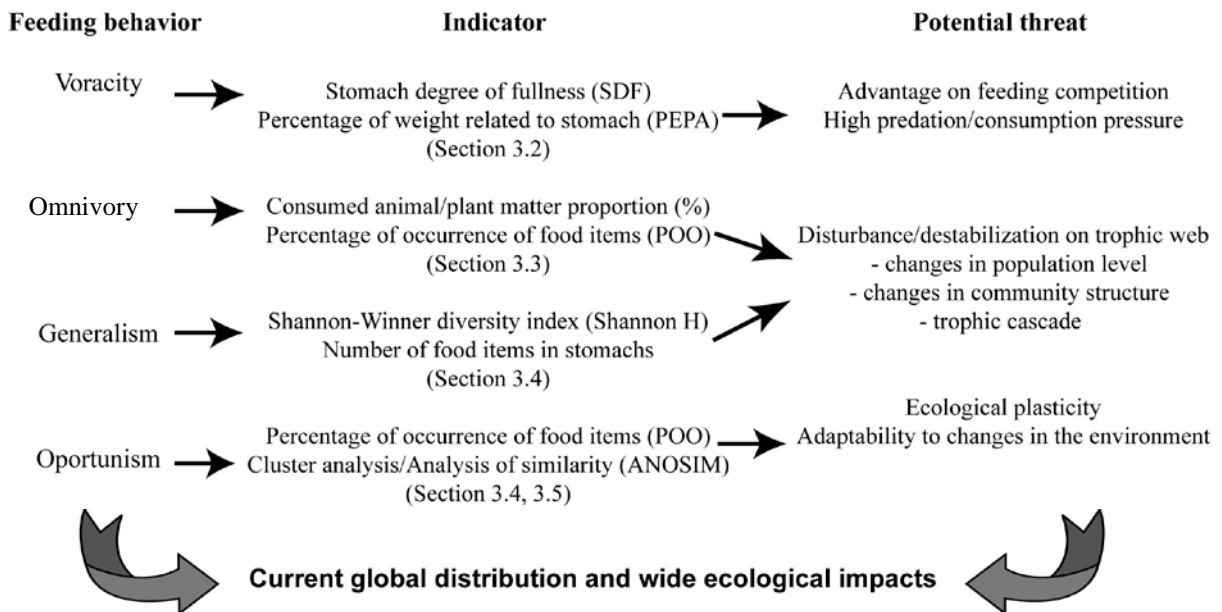 Feeding behavior Indicator Potential threat
Voracity
Stomach degree of fullness (SDF)
Percentage of weight related to stomach (PEPA)
(Section 3.2)
Advantage on feeding competition
High predation/consumption pressure
Omnivory
Consumed animal/plant matter proportion (%)
Percentage of occurrence of food items (POO)
(Section 3.3)
Disturbance/destabilization on trophic web
- changes in population level
- changes in community structure
- trophic cascade
Generalism
Shannon-Winner diversity index (Shannon H)
Number of food items in stomachs
(Section 3.4)
Oportunism
Percentage of occurrence of food items (POO)
Cluster analysis/Analysis of similarity (ANOSIM)
(Section 3.4, 3.5)
Ecological plasticity
Adaptability to changes in the environment
Current global distribution and wide ecological impacts